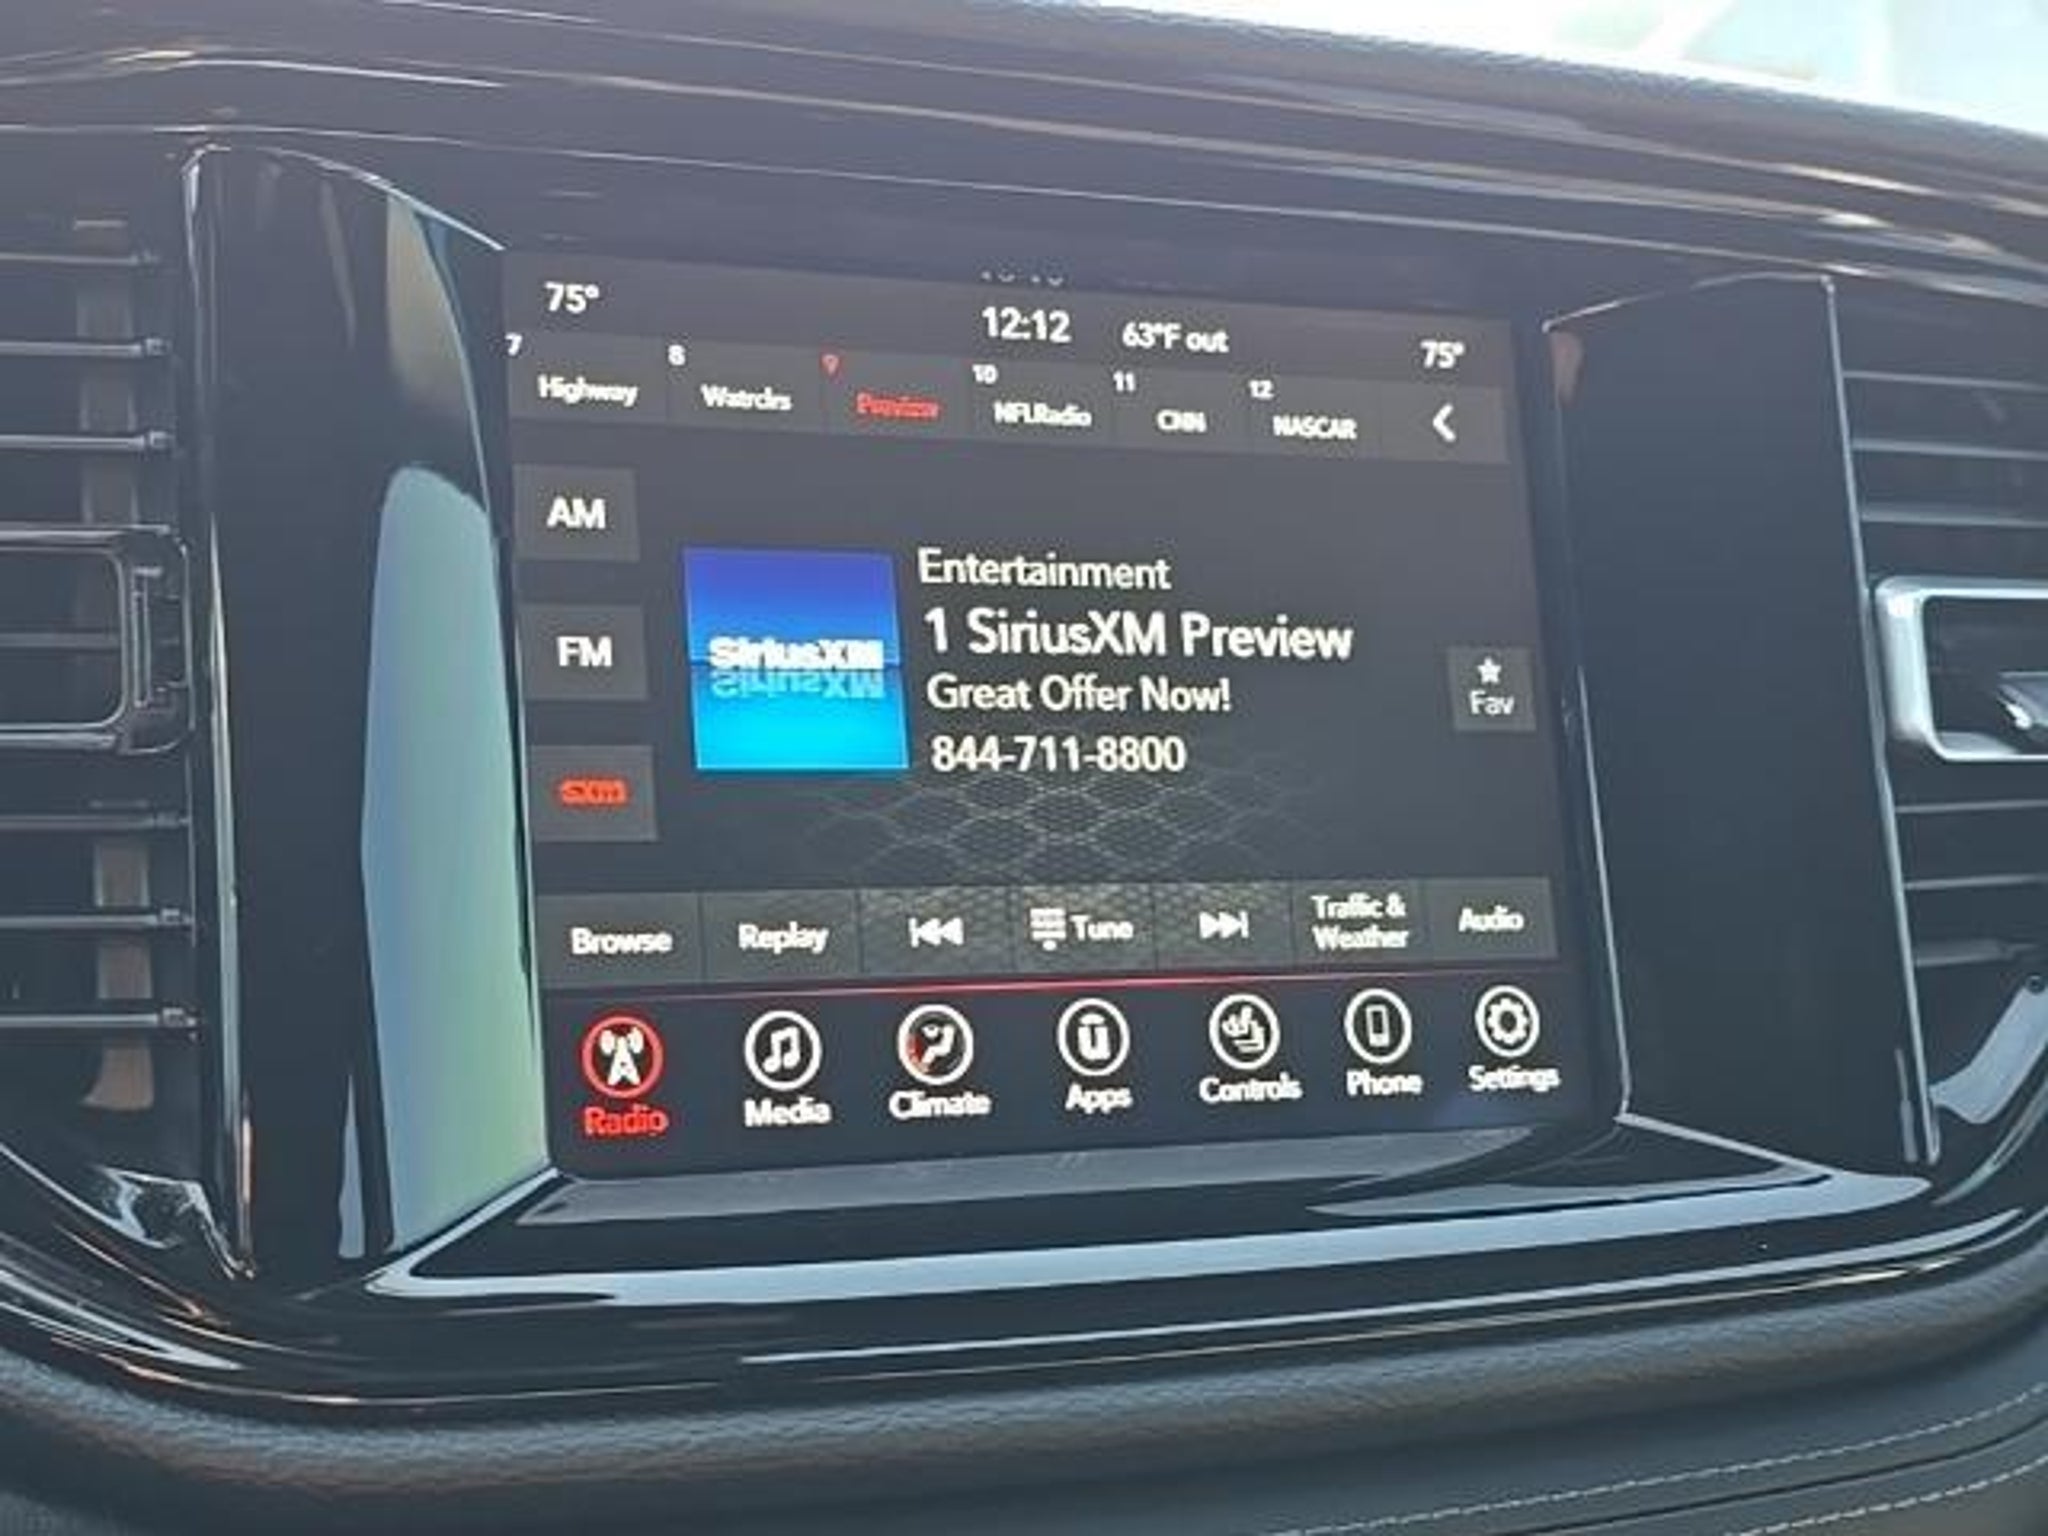 75°
12:12
63°F out
75°
7 Highway
8 Watrclrs
9 Preview
10 NFLRadio
11 CNN
12 NASCAR
AM
FM
sxm
SiriusXM
Entertainment
1 SiriusXM Preview
Great Offer Now!
844-711-8800
Fav
Browse
Replay
Tune
Traffic &
Weather
Audio
Radio
Media
Climate
Apps
Controls
Phone
Settings